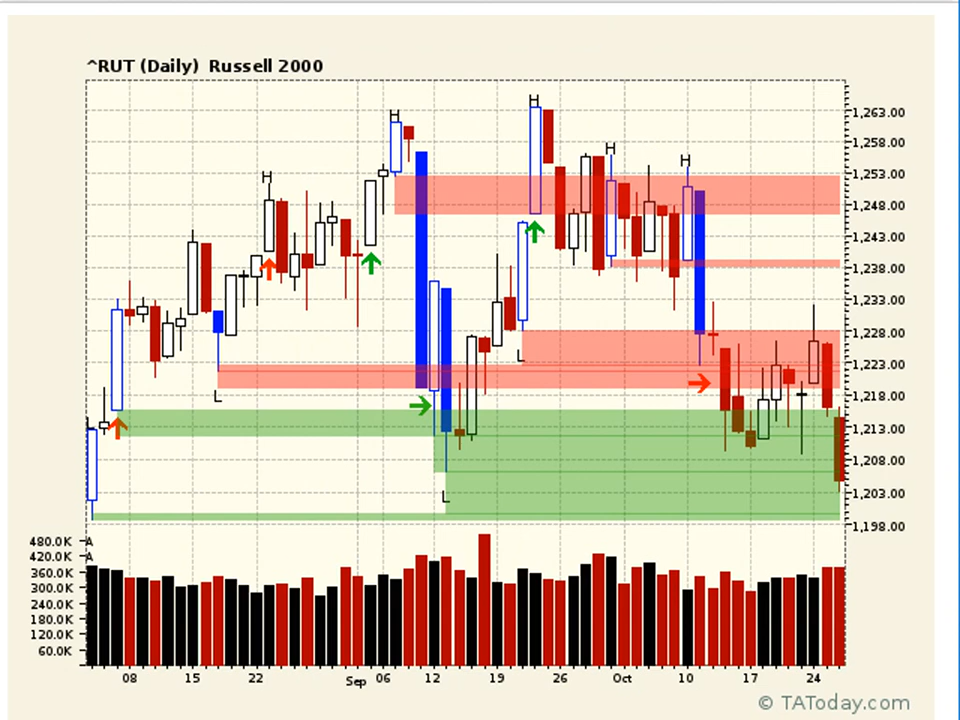 ^RUT (Daily) Russell 2000
H
H
H
H
H
L
L
L
1,263.00
1,258.00
1,253.00
1,248.00
1,243.00
1,238.00
1,233.00
1,228.00
1,223.00
1,218.00
1,213.00
1,208.00
1,203.00
1,198.00
480.0K
A
420.0K
A
360.0K
300.0K
240.0K
180.0K
120.0K
60.0K
08 15 22 Sep 06 12 19 26 Oct 10 17 24
© TAToday.com